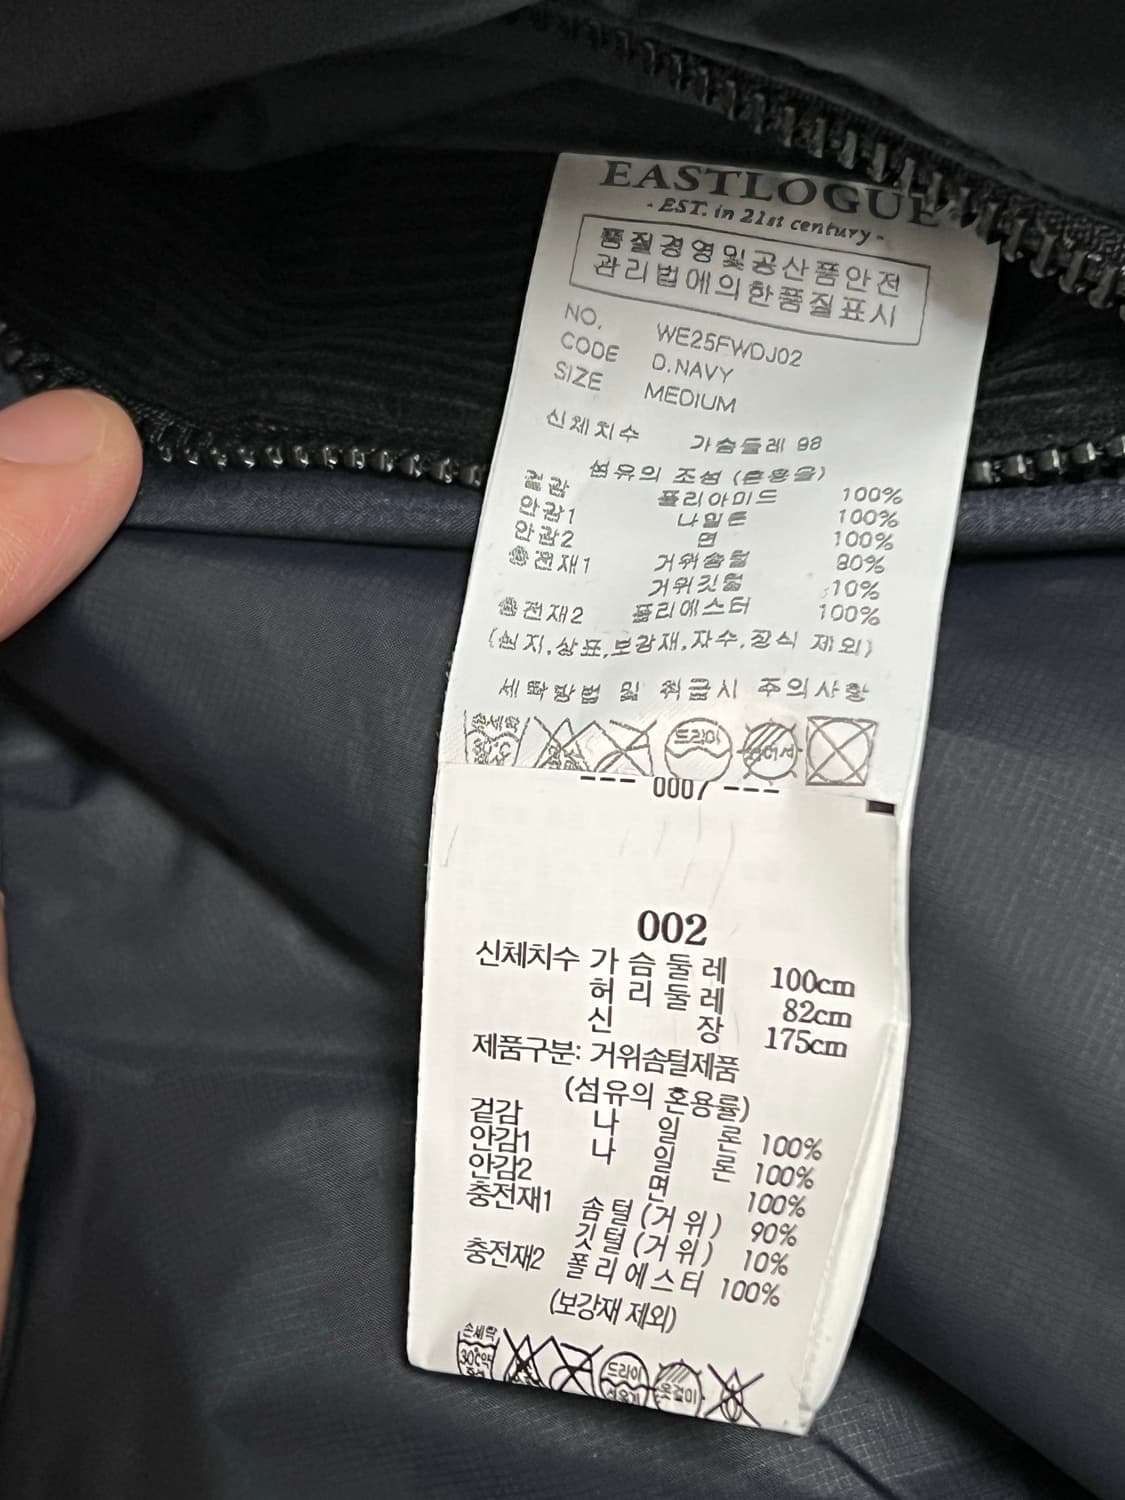 EASTLOGUE
- EST. in 21st century -
품질경영및공산품안전
관리법에의한품질표시
NO. WE25FWDJ02
CODE D.NAVY
SIZE MEDIUM
신체치수 가슴둘레 98
섬유의 조성 (혼용율)
겉감 폴리아미드 100%
안감1 나일론 100%
안감2 면 100%
충전재1 거위솜털 90%
거위깃털 10%
충전재2 폴리에스터 100%
(심지,상표,보강재,자수,장식 제외)
세탁방법 및 취급시 주의사항
드라이
--- 0007 ---
002
신체치수 가슴둘레 100cm
허리둘레 82cm
신장 175cm
제품구분: 거위솜털제품
(섬유의 혼용률)
겉감 나일론 100%
안감1 나일론 100%
안감2 면 100%
충전재1 솜털(거위) 90%
깃털(거위) 10%
충전재2 폴리에스터 100%
(보강재 제외)
손세탁
30℃약 드라이 옷걸이